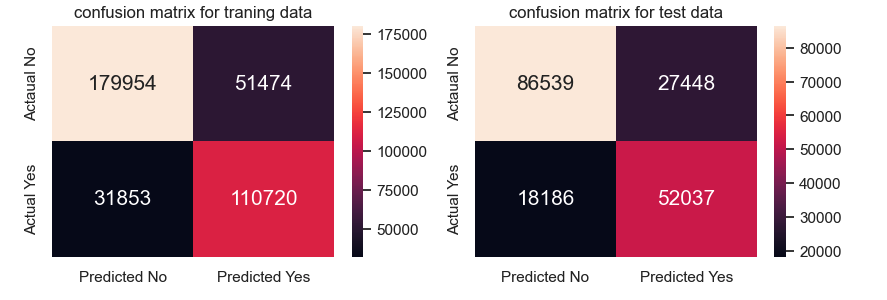 confusion matrix for traning data
Actaual No
Actual Yes
179954 51474
31853 110720
Predicted No Predicted Yes
175000
150000
125000
100000
75000
50000
confusion matrix for test data
Actaual No
Actual Yes
86539 27448
18186 52037
Predicted No Predicted Yes
80000
70000
60000
50000
40000
30000
20000